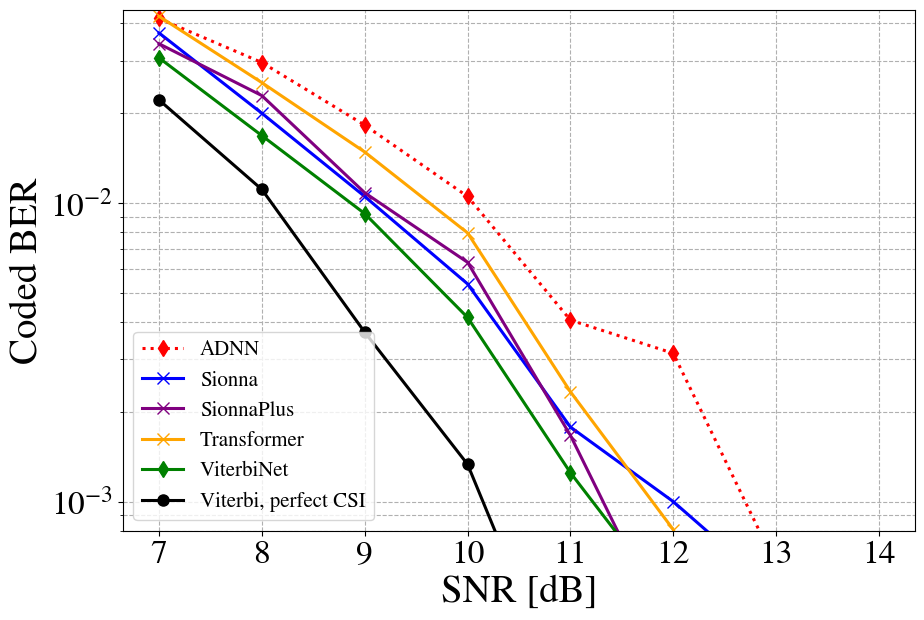 Coded BER
10−2
10−3
ADNN
Sionna
SionnaPlus
Transformer
ViterbiNet
Viterbi, perfect CSI
7 8 9 10 11 12 13 14
SNR [dB]